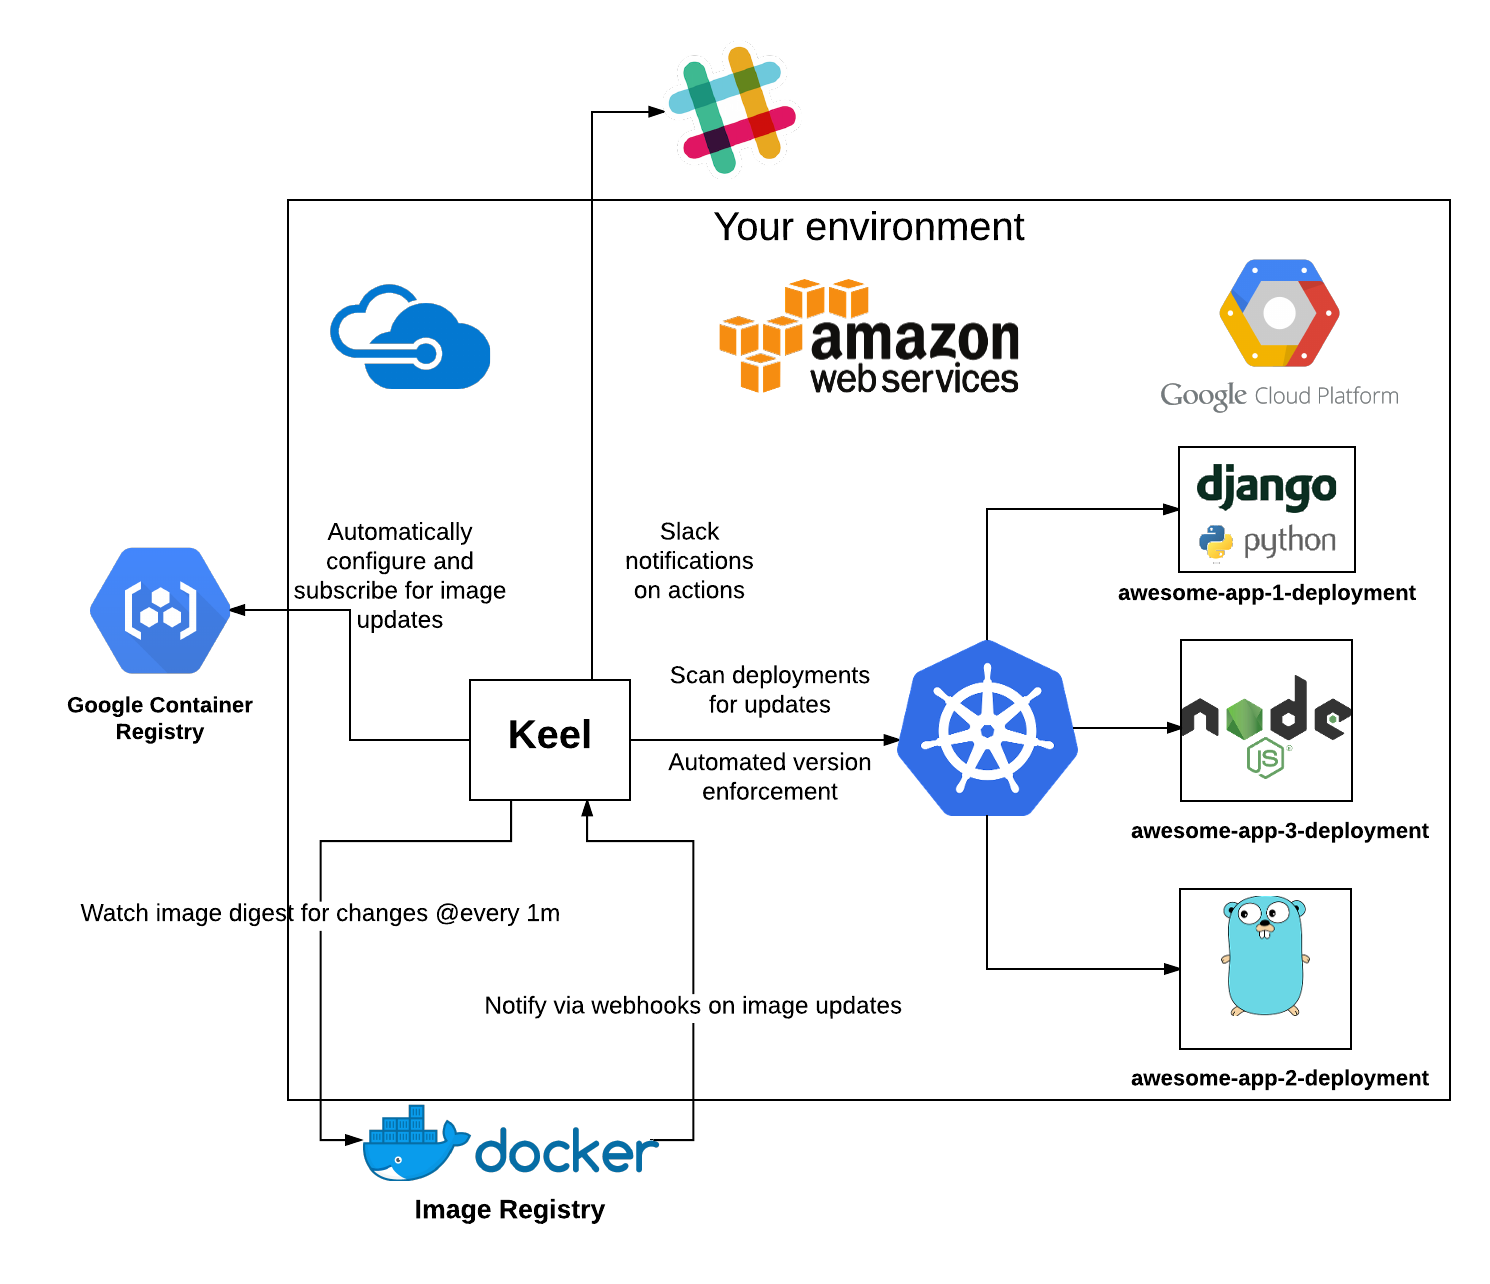 Your environment
amazon
web services
Google Cloud Platform
django
python
awesome-app-1-deployment
Automatically
configure and
subscribe for image
updates
Slack
notifications
on actions
Google Container
Registry
Scan deployments
for updates
Keel
Automated version
enforcement
node
JS®
awesome-app-3-deployment
Watch image digest for changes @every 1m
Notify via webhooks on image updates
awesome-app-2-deployment
docker
Image Registry